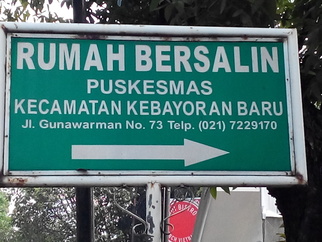 RUMAH BERSALIN
PUSKESMAS
KECAMATAN KEBAYORAN BARU
Jl. Gunawarman No. 73 Telp. (021) 7229170